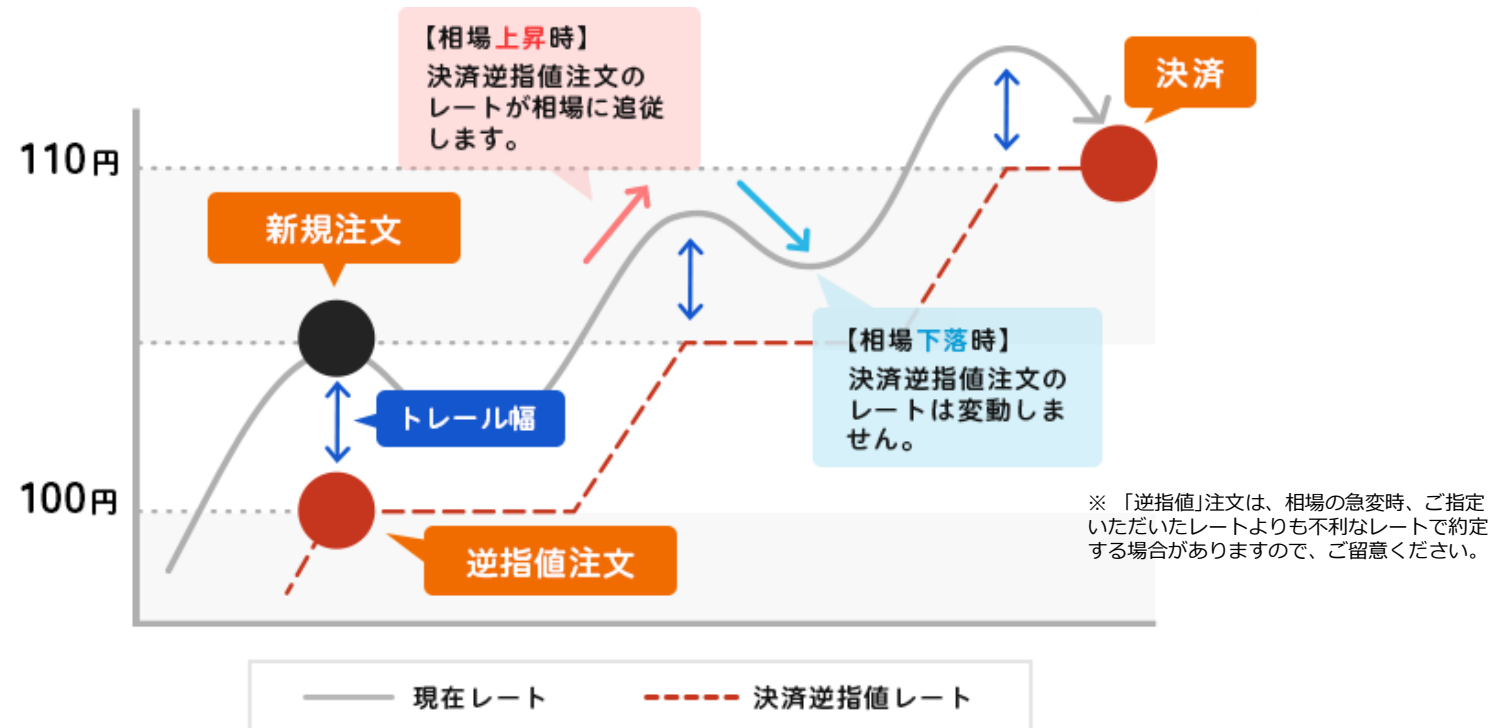 【相場上昇時】
決済逆指値注文の
レートが相場に追従
します。
決済
110円
新規注文
【相場下落時】
決済逆指値注文の
レートは変動しま
せん。
トレール幅
100円
逆指値注文
※ 「逆指値」注文は、相場の急変時、ご指定
いただいたレートよりも不利なレートで約定
する場合がありますので、ご留意ください。
現在レート
決済逆指値レート